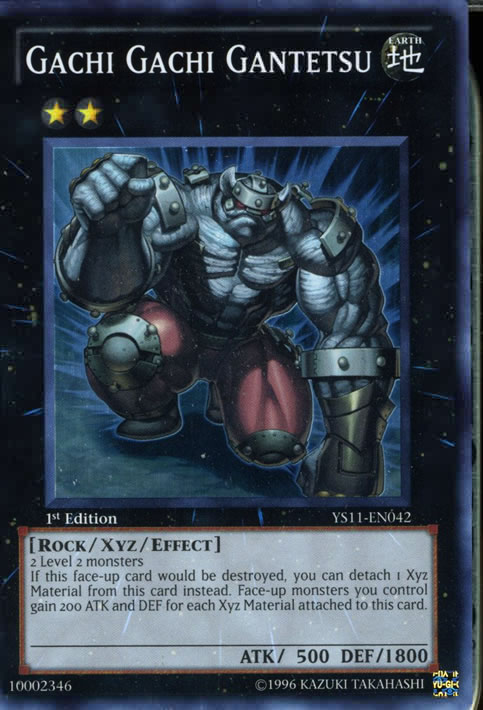 GACHI GACHI GANTETSU
EARTH
地
1st Edition
YS11-EN042
[ROCK/XYZ/EFFECT]
2 Level 2 monsters
If this face-up card would be destroyed, you can detach 1 Xyz
Material from this card instead. Face-up monsters you control
gain 200 ATK and DEF for each Xyz Material attached to this card.
ATK/ 500 DEF/1800
10002346
©1996 KAZUKI TAKAHASHI